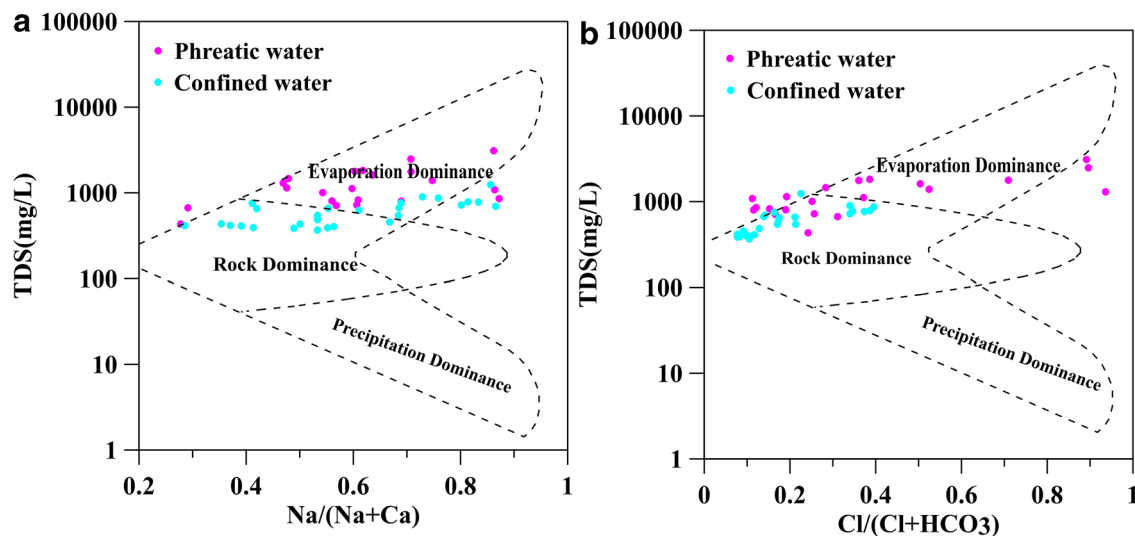 a
100000
10000
1000
100
10
1
TDS(mg/L)
Phreatic water
Confined water
Evaporation Dominance
Rock Dominance
Precipitation Dominance
0.2 0.4 0.6 0.8 1
Na/(Na+Ca)
b
100000
10000
1000
100
10
1
TDS(mg/L)
Phreatic water
Confined water
Evaporation Dominance
Rock Dominance
Precipitation Dominance
0 0.2 0.4 0.6 0.8 1
Cl/(Cl+HCO3)